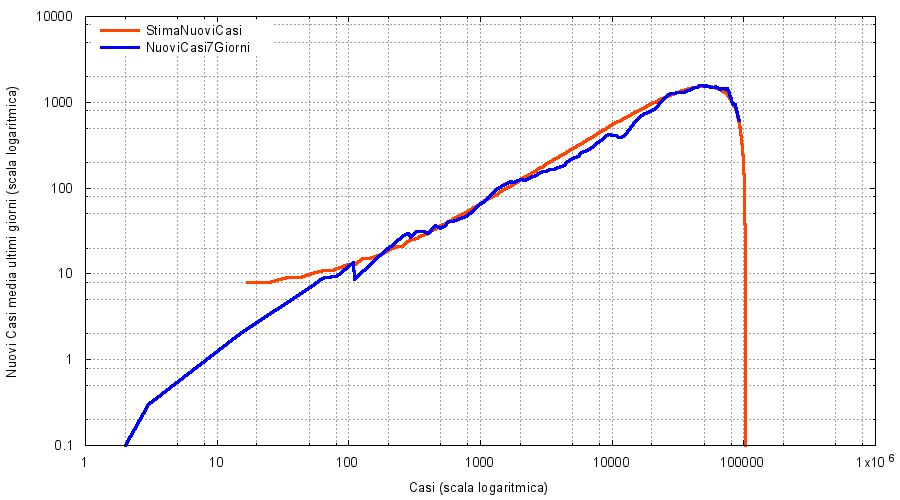 10000
1000
100
10
1
0.1
Nuovi Casi media ultimi giorni (scala logaritmica)
StimaNuoviCasi
NuoviCasi7Giorni
1 10 100 1000 10000 100000 1x10 6
Casi (scala logaritmica)